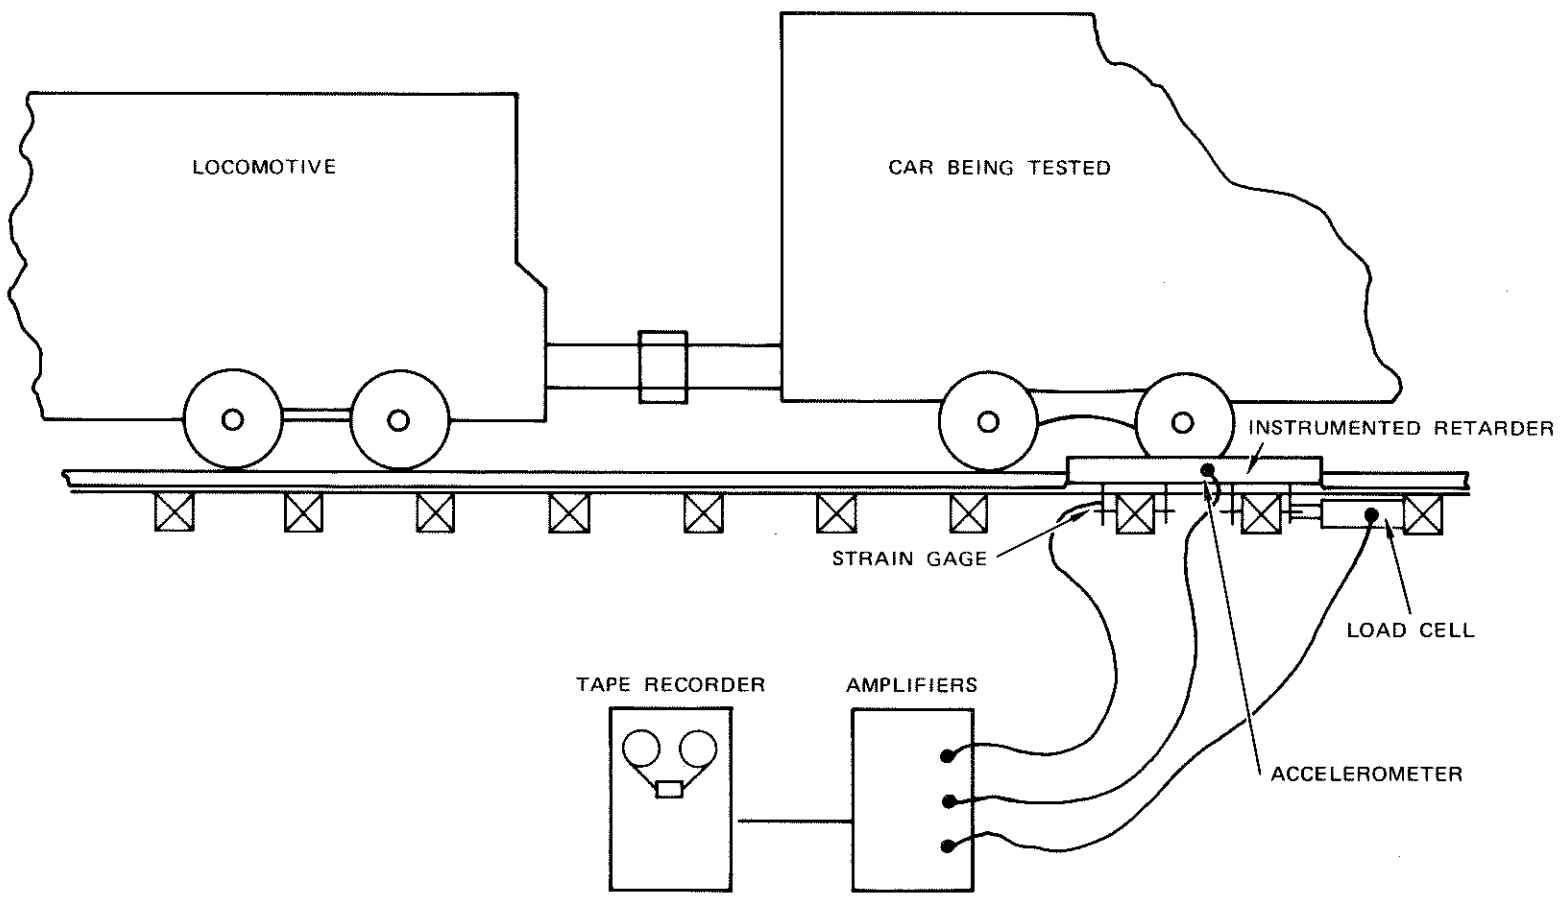 LOCOMOTIVE
CAR BEING TESTED
INSTRUMENTED RETARDER
STRAIN GAGE
LOAD CELL
TAPE RECORDER
AMPLIFIERS
ACCELEROMETER